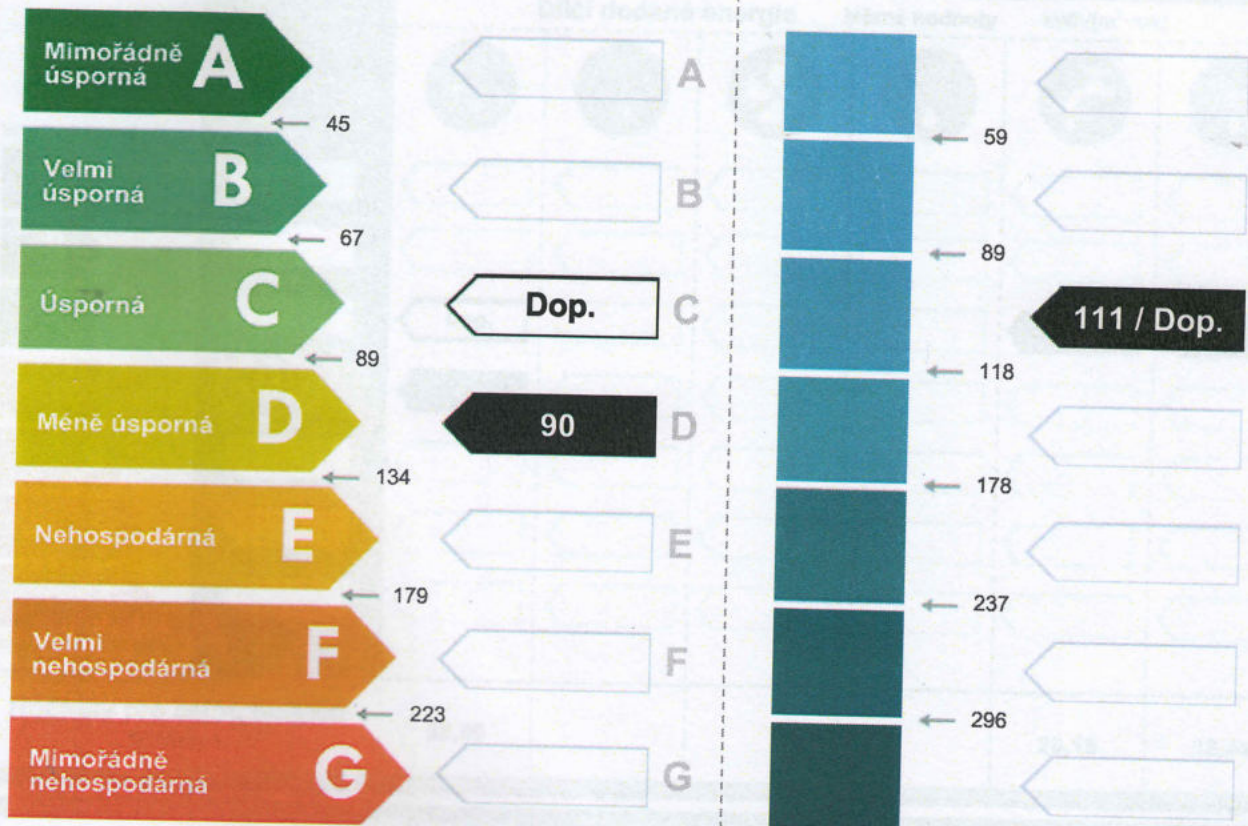 Mimořádně
úsporná
A
A
45
59
Velmi
úsporná
B
B
67
89
Úsporná
C
Dop.
C
111 / Dop.
89
118
Méně úsporná
D
90
D
134
178
Nehospodárná
E
E
179
237
Velmi
nehospodárná
F
F
223
296
Mimořádně
nehospodárná
G
G